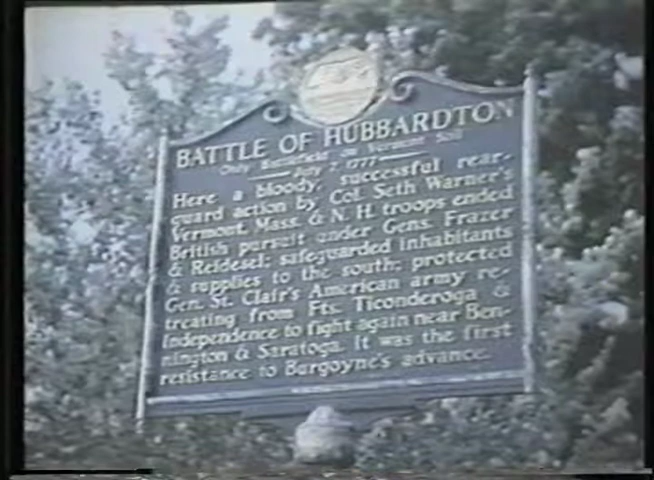 BATTLE OF HUBBARDTON
Only Battlefield on Vermont Soil
July 7, 1777
Here a bloody, successful rear-
guard action by Col. Seth Warner's
Vermont, Mass. & N. H. troops ended
British pursuit under Gens. Frazer
& Reidesel; safeguarded inhabitants
& supplies to the south; protected
Gen. St. Clair's American army re-
treating from Fts. Ticonderoga &
Independence to fight again near Ben-
nington & Saratoga. It was the first
resistance to Burgoyne's advance.